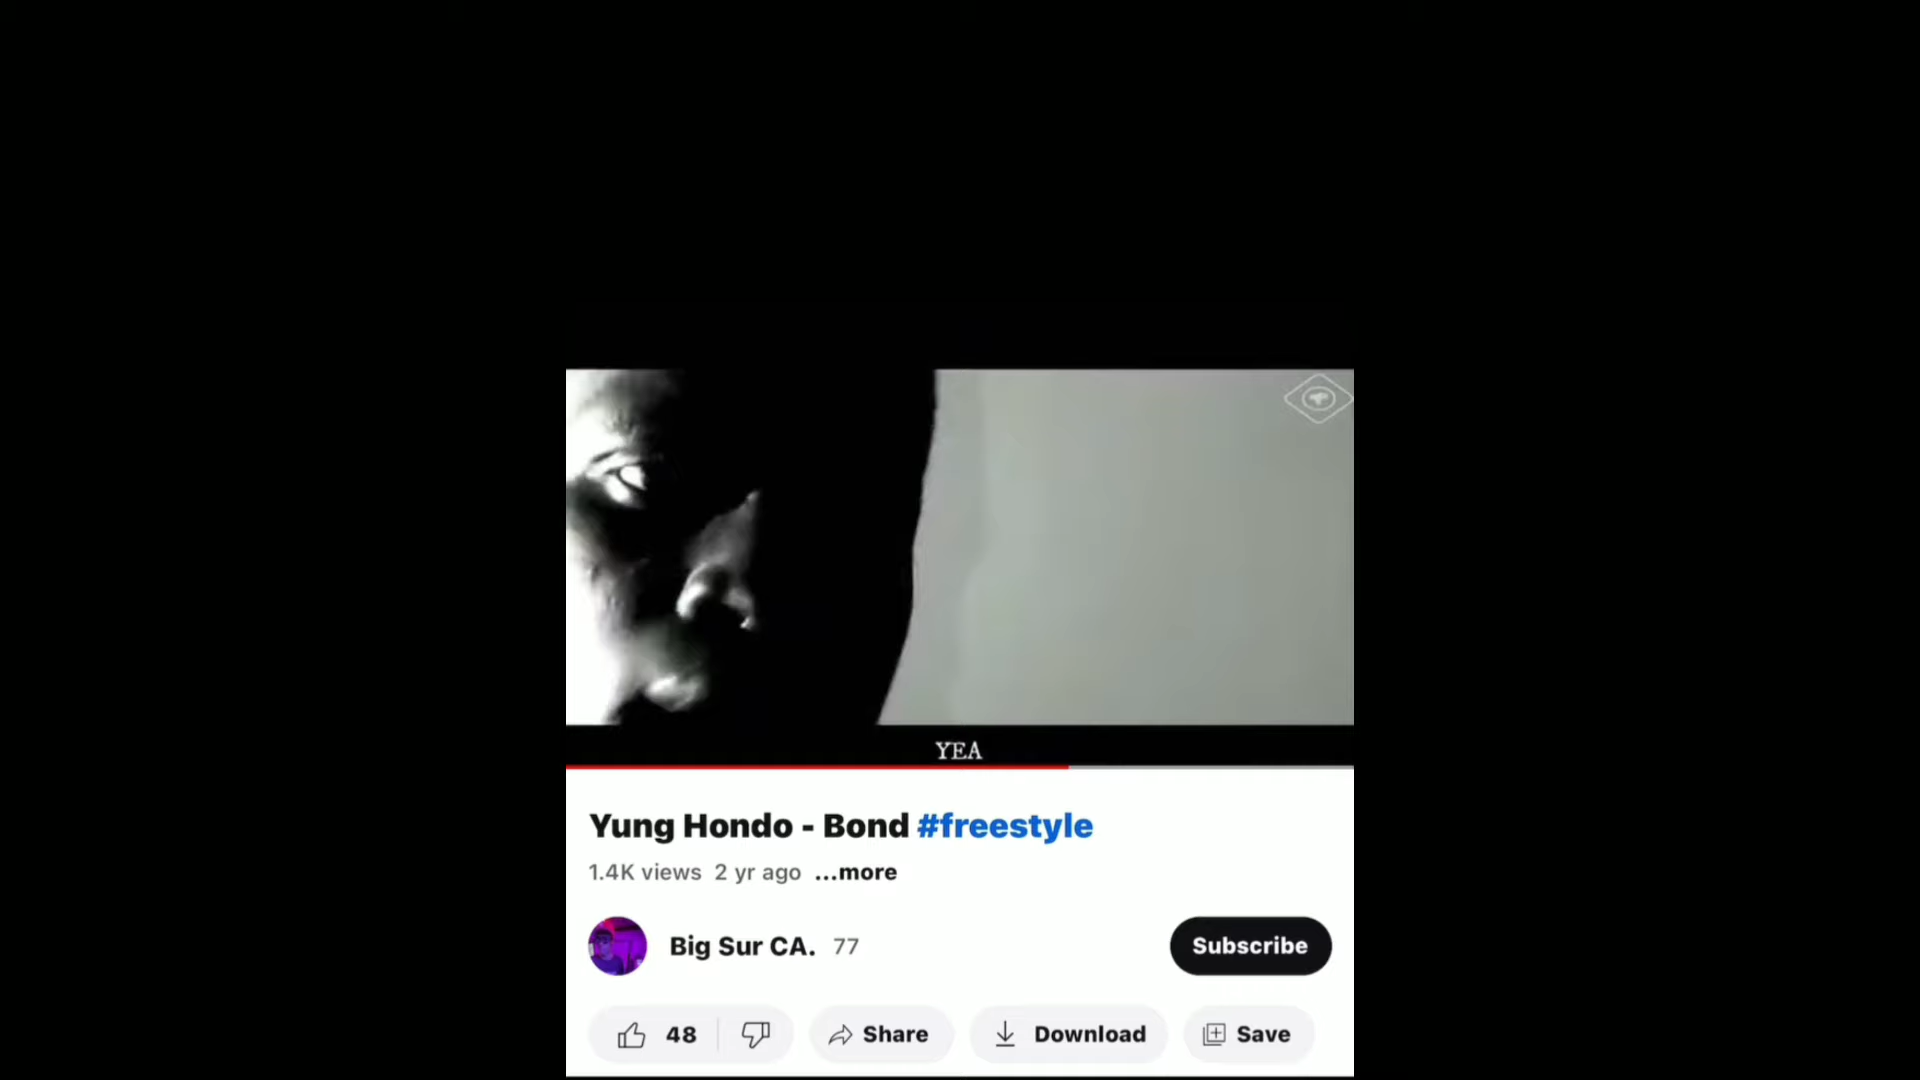 YEA
Yung Hondo - Bond #freestyle
1.4K views 2 yr ago ...more
Big Sur CA. 77 Subscribe
48 Share Download Save